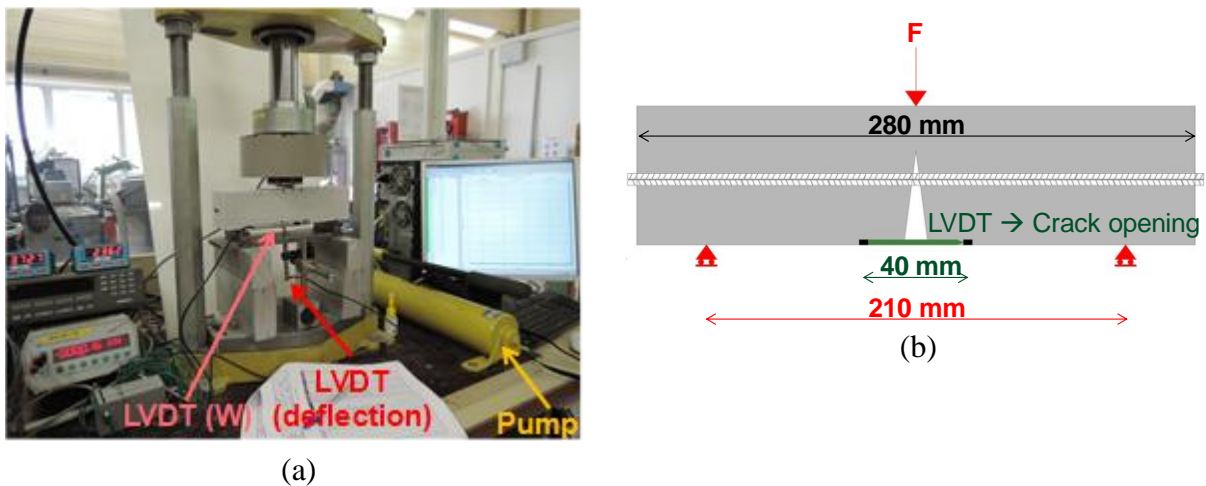 LVDT (W)
LVDT
(deflection)
Pump
(a)
F
280 mm
LVDT → Crack opening
40 mm
210 mm
(b)